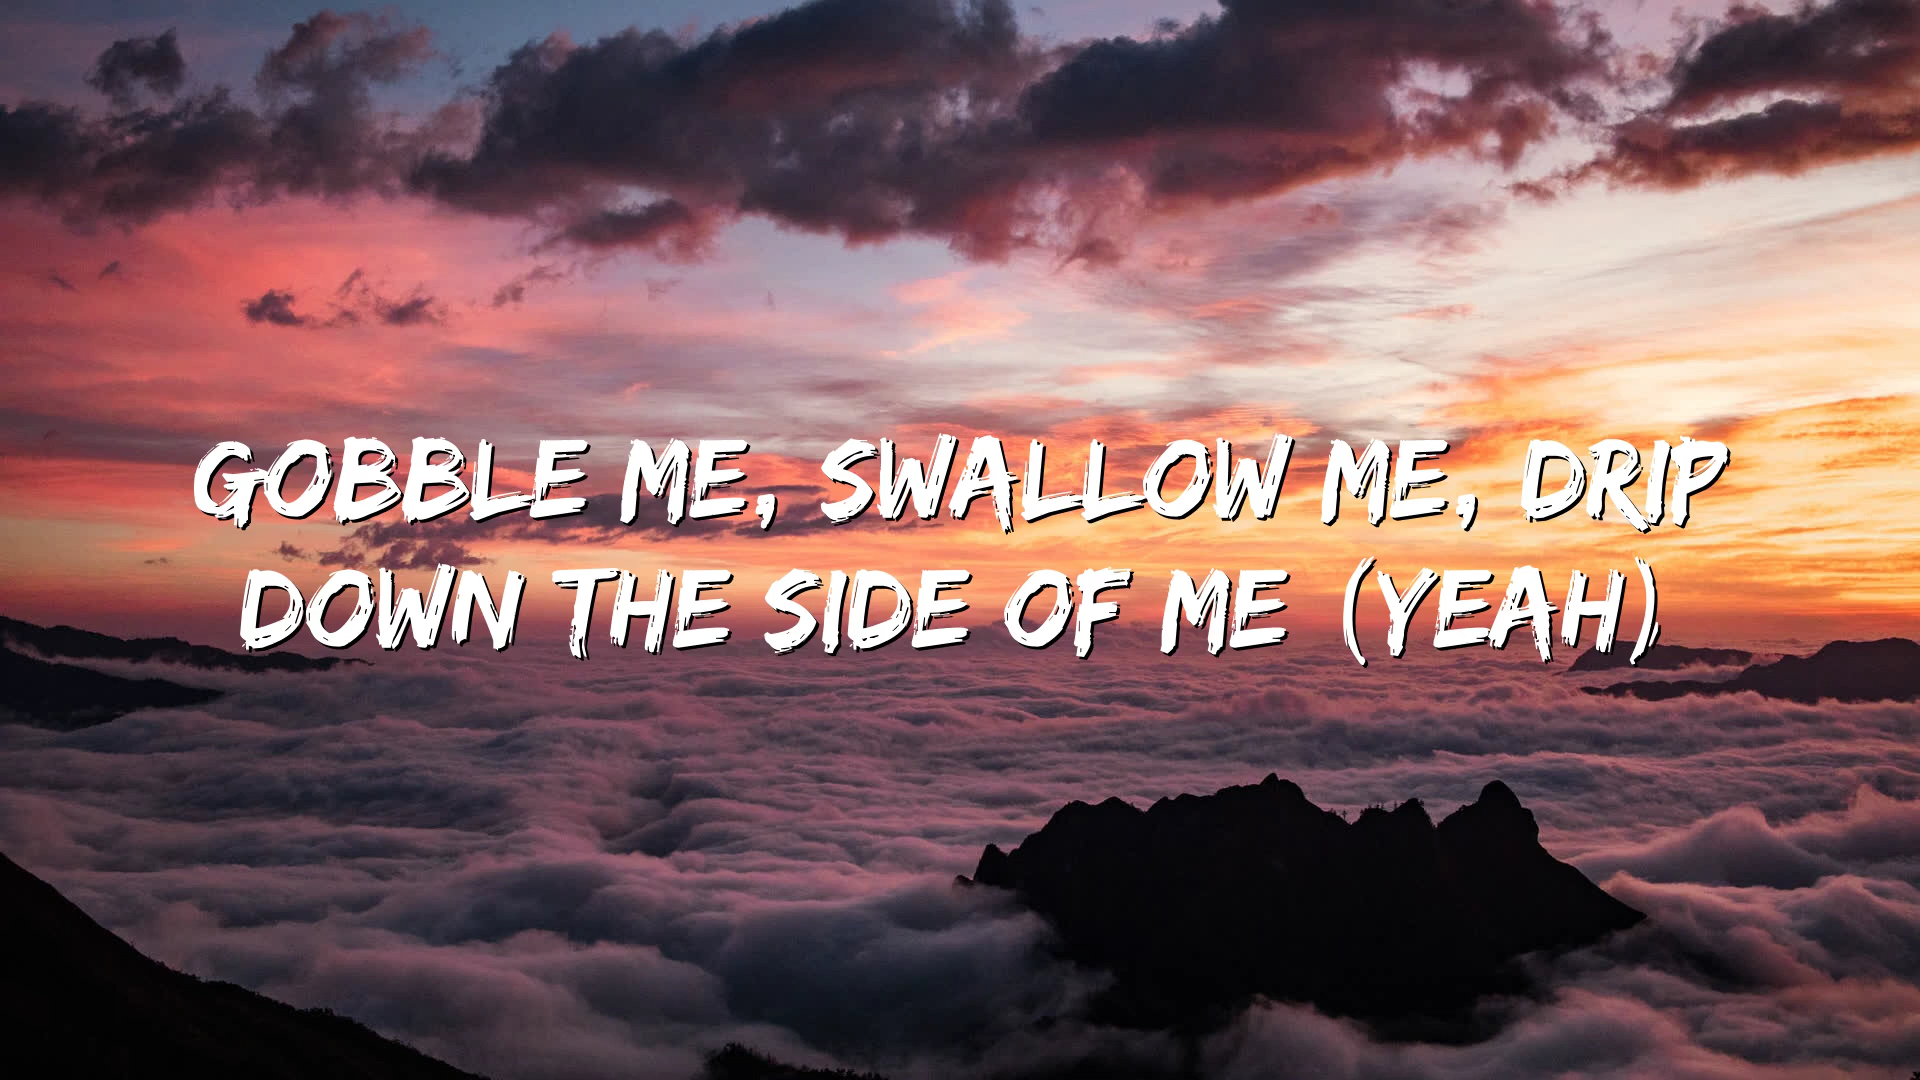 GOBBLE ME, SWALLOW ME, DRIP
DOWN THE SIDE OF ME (YEAH)